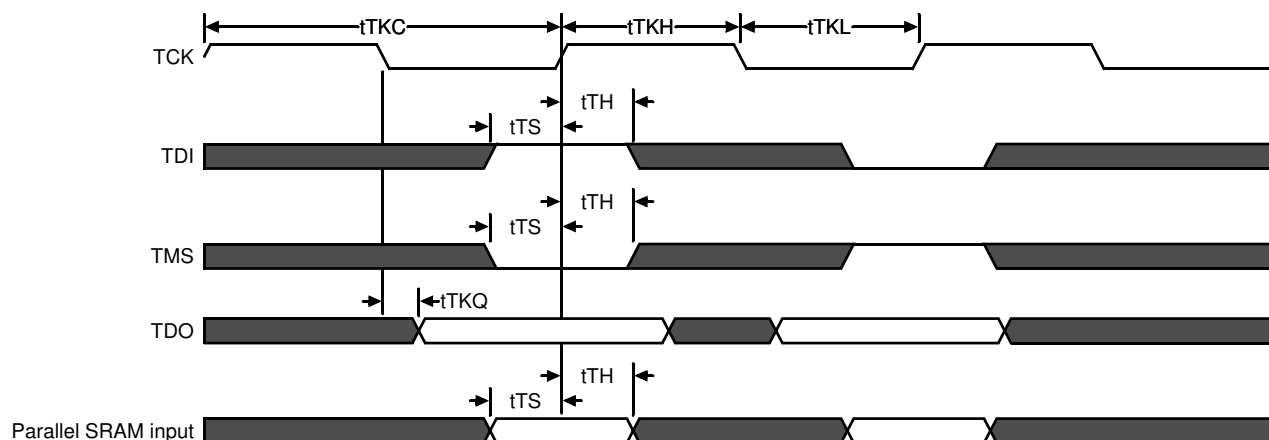 tTKC
tTKH
tTKL
TCK
tTH
tTS
TDI
tTH
tTS
TMS
tTKQ
TDO
tTH
tTS
Parallel SRAM input